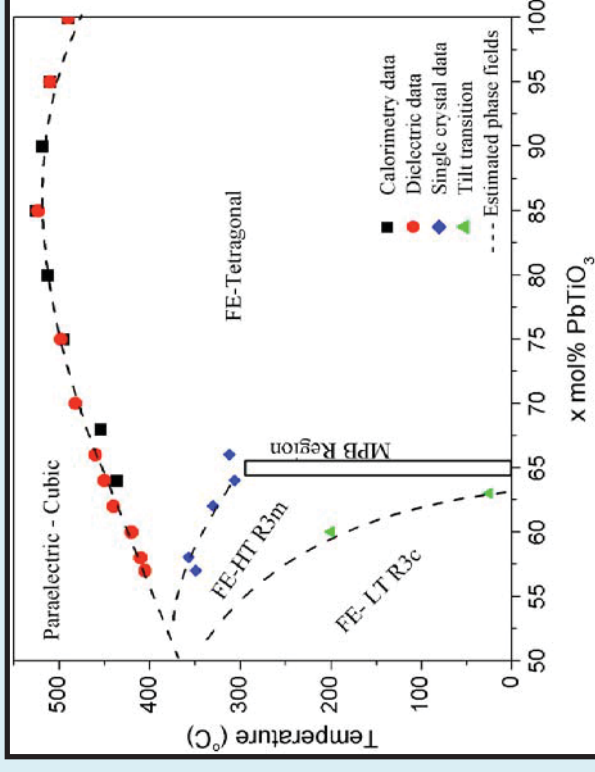 Paraelectric - Cubic
FE-Tetragonal
FE-HT R3m
FE- LT R3c
MPB Region
Calorimetry data
Dielectric data
Single crystal data
Tilt transition
Estimated phase fields
Temperature (°C)
500
400
300
200
100
0
50
55
60
65
70
75
80
85
90
95
100
x mol% PbTiO₃